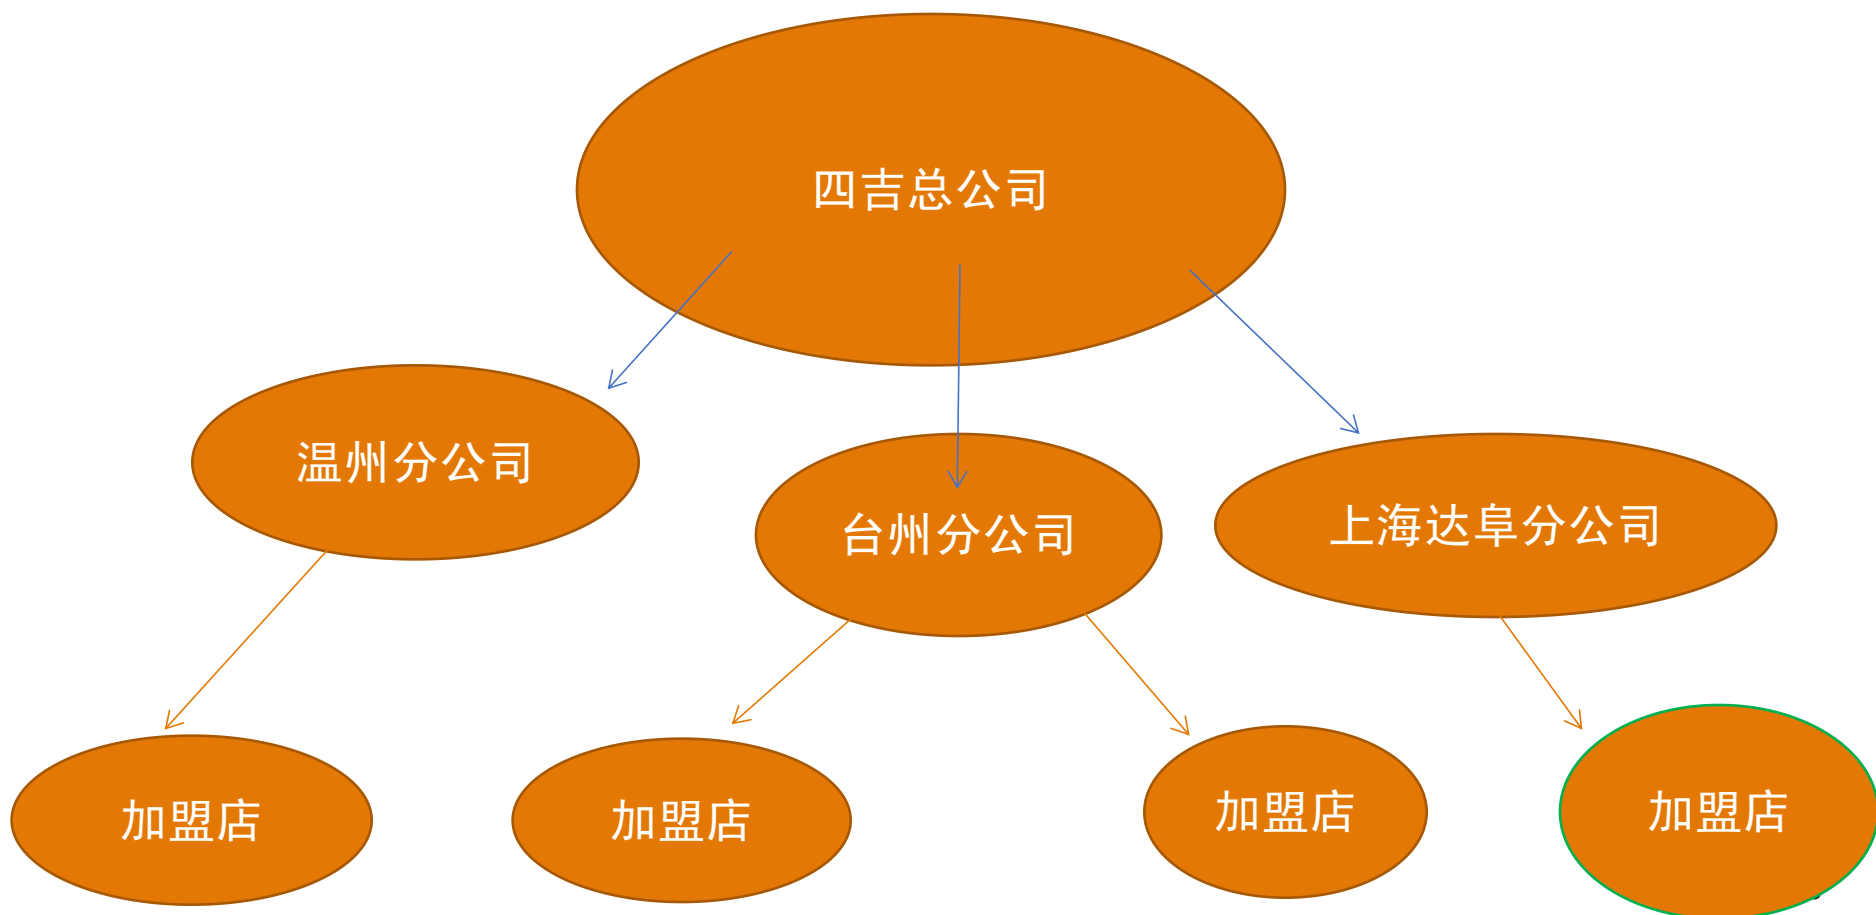 四吉总公司
温州分公司
台州分公司
上海达阜分公司
加盟店
加盟店
加盟店
加盟店